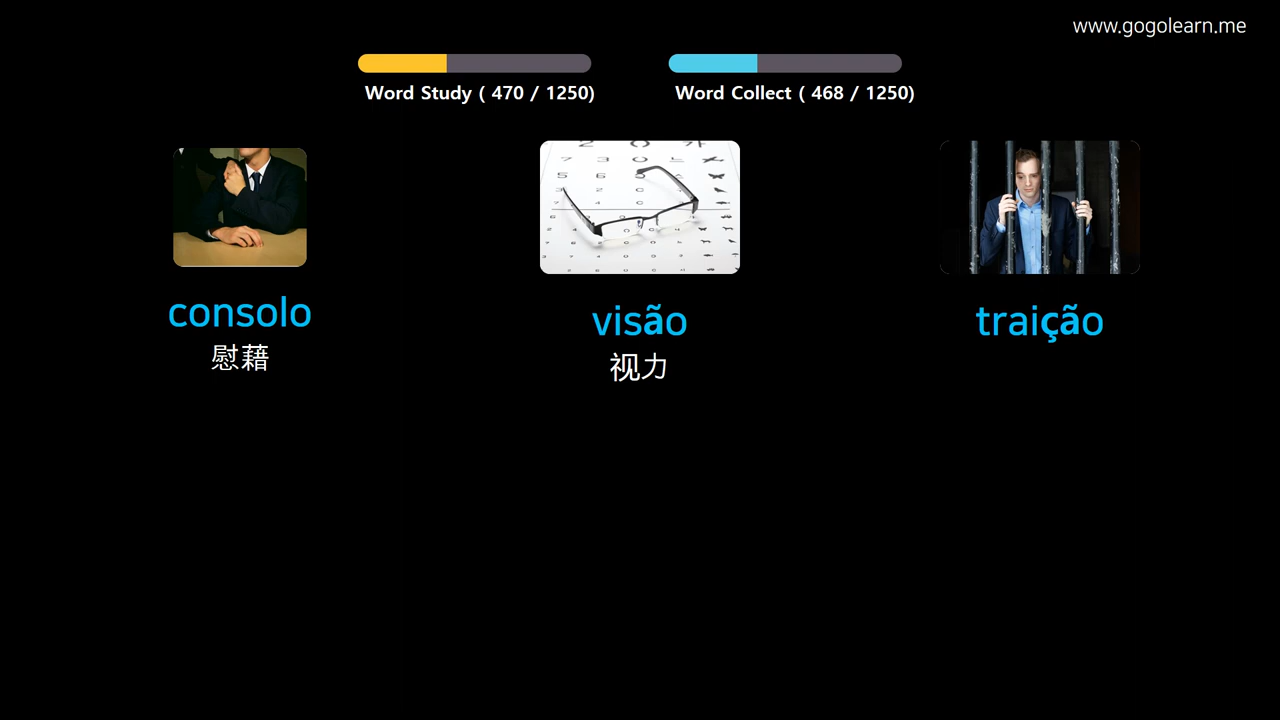 www.gogolearn.me
Word Study ( 470 / 1250)
Word Collect ( 468 / 1250)
consolo
慰藉
visão
视力
traição